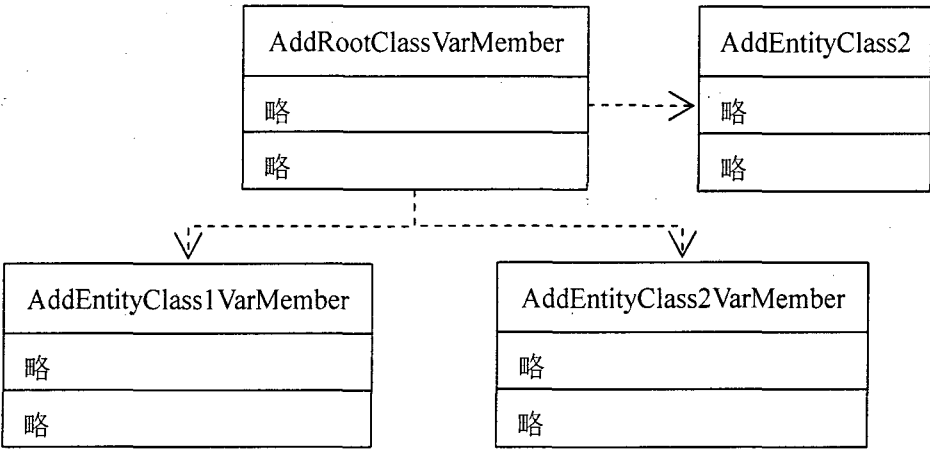 AddRootClassVarMember
略
略
AddEntityClass2
略
略
AddEntityClass1VarMember
略
略
AddEntityClass2VarMember
略
略